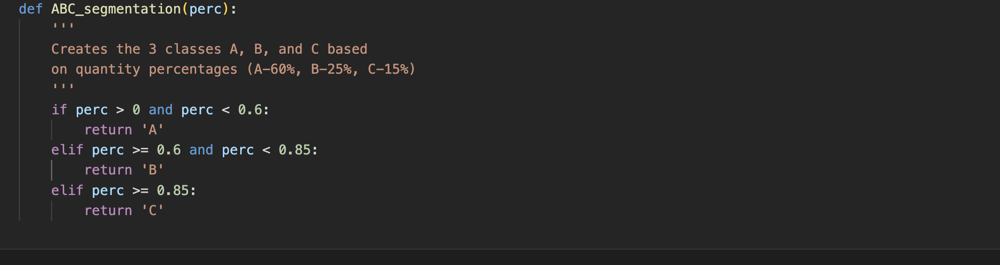 def ABC_segmentation(perc):
    '''
    Creates the 3 classes A, B, and C based
    on quantity percentages (A-60%, B-25%, C-15%)
    '''
    if perc > 0 and perc < 0.6:
        return 'A'
    elif perc >= 0.6 and perc < 0.85:
        return 'B'
    elif perc >= 0.85:
        return 'C'